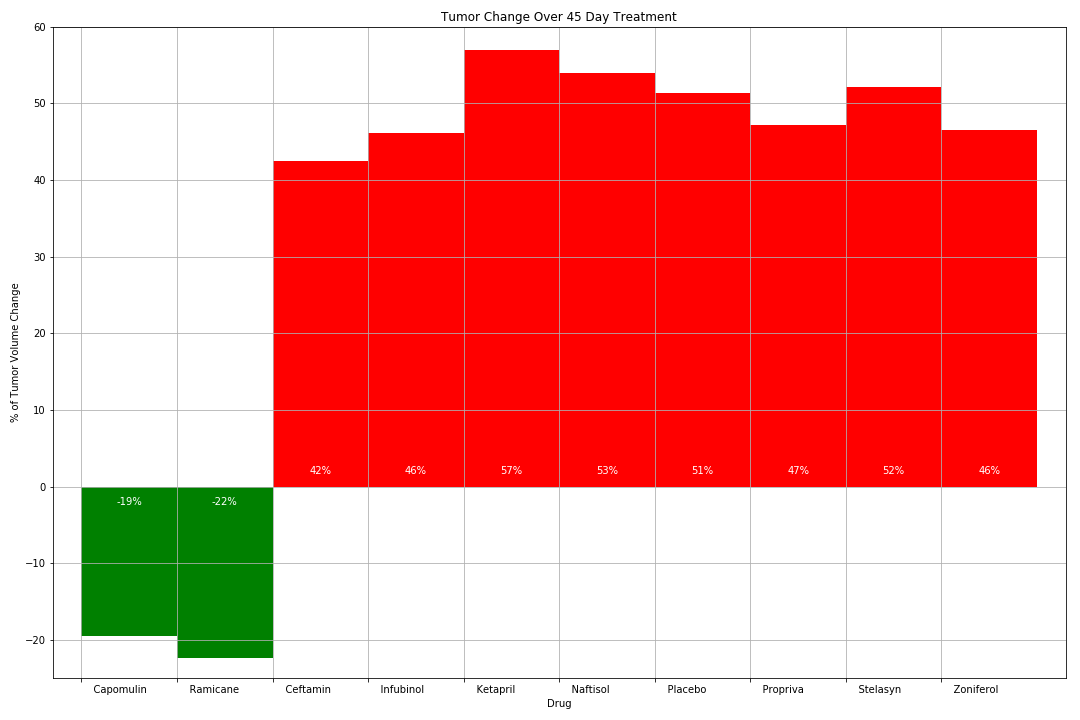 Tumor Change Over 45 Day Treatment
60
50
40
30
20
10
0
−10
−20
% of Tumor Volume Change
42% 46% 57% 53% 51% 47% 52% 46%
-19% -22%
Capomulin Ramicane Ceftamin Infubinol Ketapril Naftisol Placebo Propriva Stelasyn Zoniferol
Drug